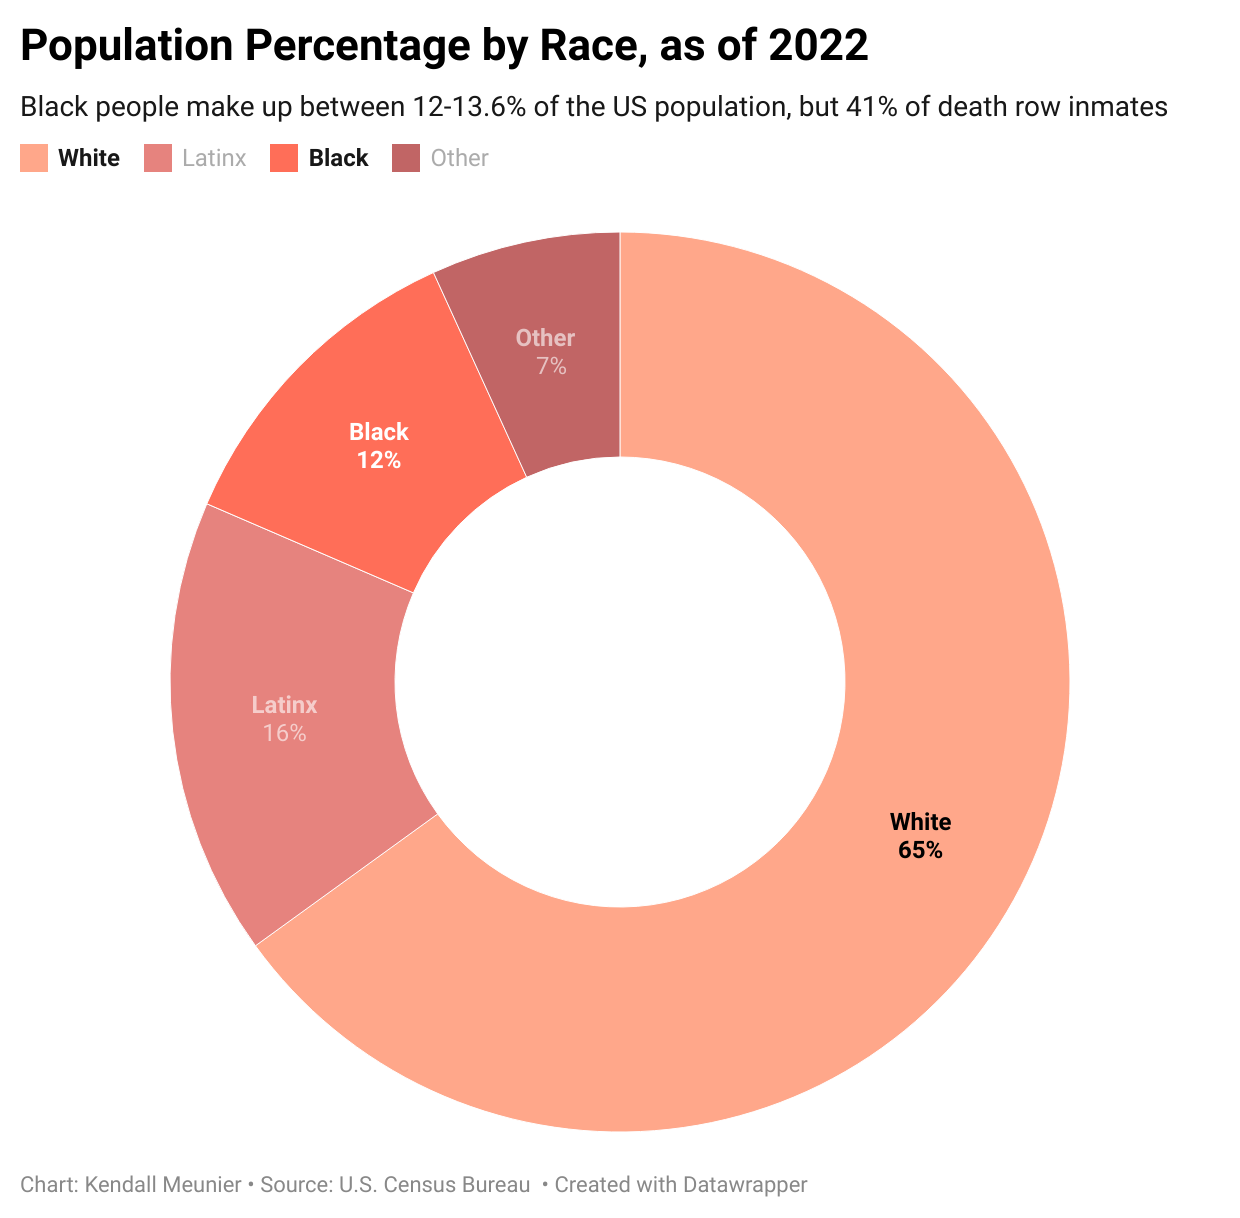 Population Percentage by Race, as of 2022
Black people make up between 12-13.6% of the US population, but 41% of death row inmates
White Latinx Black Other
Other
7%
Black
12%
Latinx
16%
White
65%
Chart: Kendall Meunier • Source: U.S. Census Bureau • Created with Datawrapper